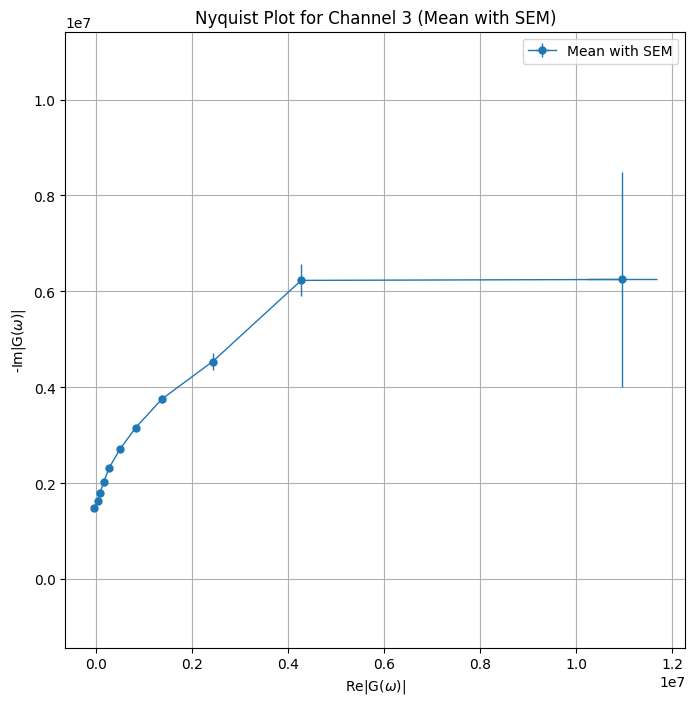 Nyquist Plot for Channel 3 (Mean with SEM)
1e7
Mean with SEM
1.0
0.8
0.6
0.4
0.2
0.0
-Im|G(ω)|
0.0 0.2 0.4 0.6 0.8 1.0 1.2
1e7
Re|G(ω)|